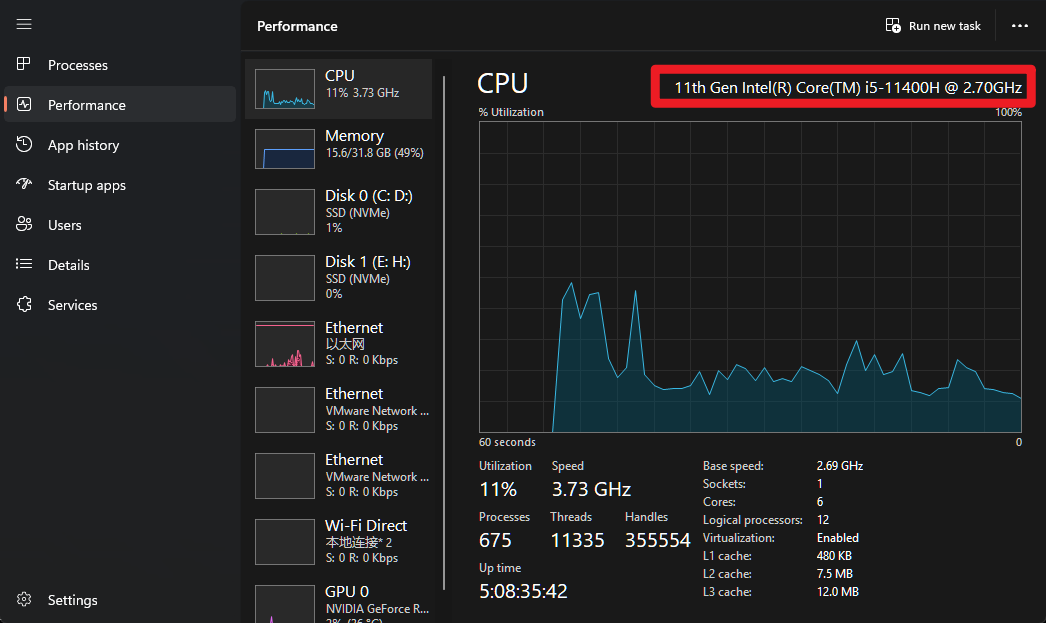 Performance
Run new task
Processes
Performance
App history
Startup apps
Users
Details
Services
Settings
CPU
11% 3.73 GHz
Memory
15.6/31.8 GB (49%)
Disk 0 (C: D:)
SSD (NVMe)
1%
Disk 1 (E: H:)
SSD (NVMe)
0%
Ethernet
以太网
S: 0 R: 0 Kbps
Ethernet
VMware Network ...
S: 0 R: 0 Kbps
Ethernet
VMware Network ...
S: 0 R: 0 Kbps
Wi-Fi Direct
本地连接* 2
S: 0 R: 0 Kbps
GPU 0
NVIDIA GeForce R...
CPU
11th Gen Intel(R) Core(TM) i5-11400H @ 2.70GHz
% Utilization 100%
60 seconds 0
Utilization Speed
11% 3.73 GHz
Processes Threads Handles
675 11335 355554
Up time
5:08:35:42
Base speed: 2.69 GHz
Sockets: 1
Cores: 6
Logical processors: 12
Virtualization: Enabled
L1 cache: 480 KB
L2 cache: 7.5 MB
L3 cache: 12.0 MB